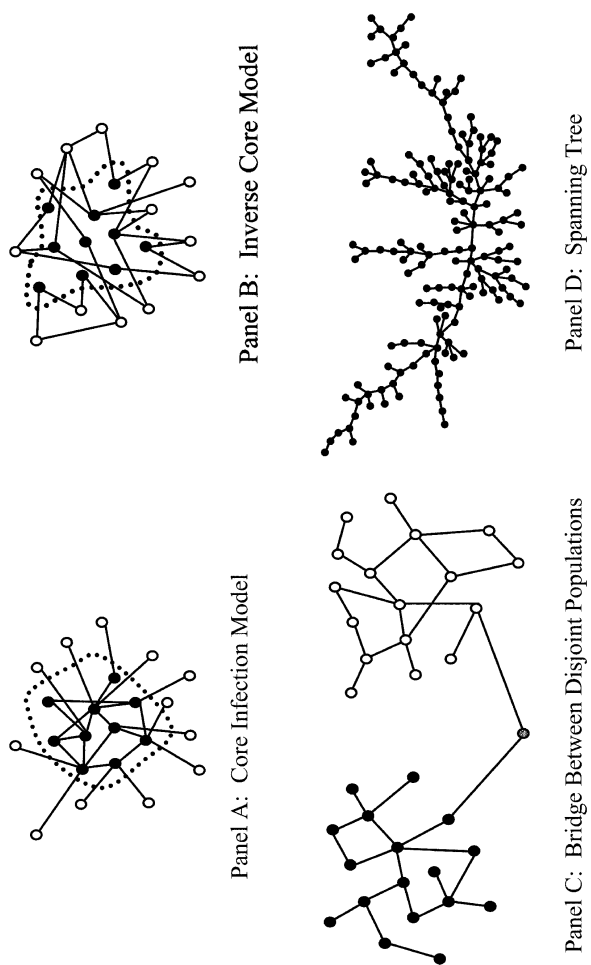 Panel A: Core Infection Model
Panel B: Inverse Core Model
Panel C: Bridge Between Disjoint Populations
Panel D: Spanning Tree